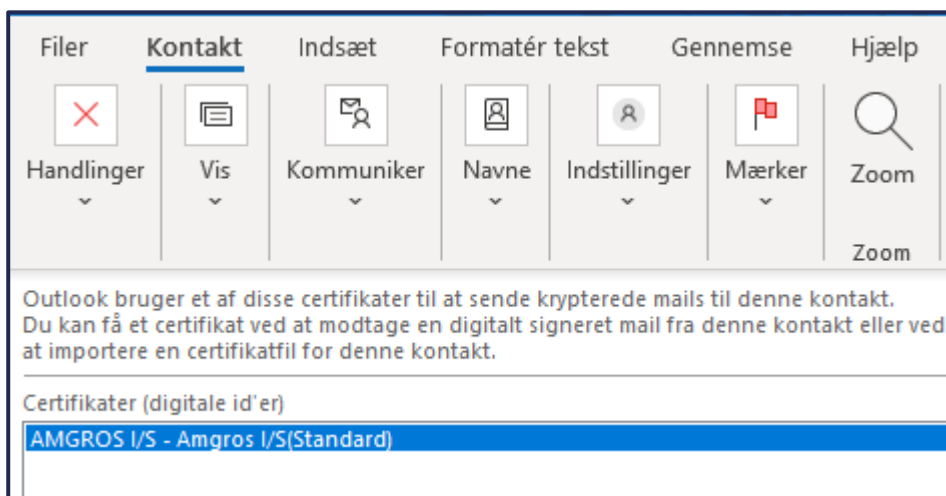 Filer Kontakt Indsæt Formatér tekst Gennemse Hjælp
Handlinger Vis Kommuniker Navne Indstillinger Mærker Zoom
Zoom
Outlook bruger et af disse certifikater til at sende krypterede mails til denne kontakt.
Du kan få et certifikat ved at modtage en digitalt signeret mail fra denne kontakt eller ved
at importere en certifikatfil for denne kontakt.
Certifikater (digitale id'er)
AMGROS I/S - Amgros I/S(Standard)